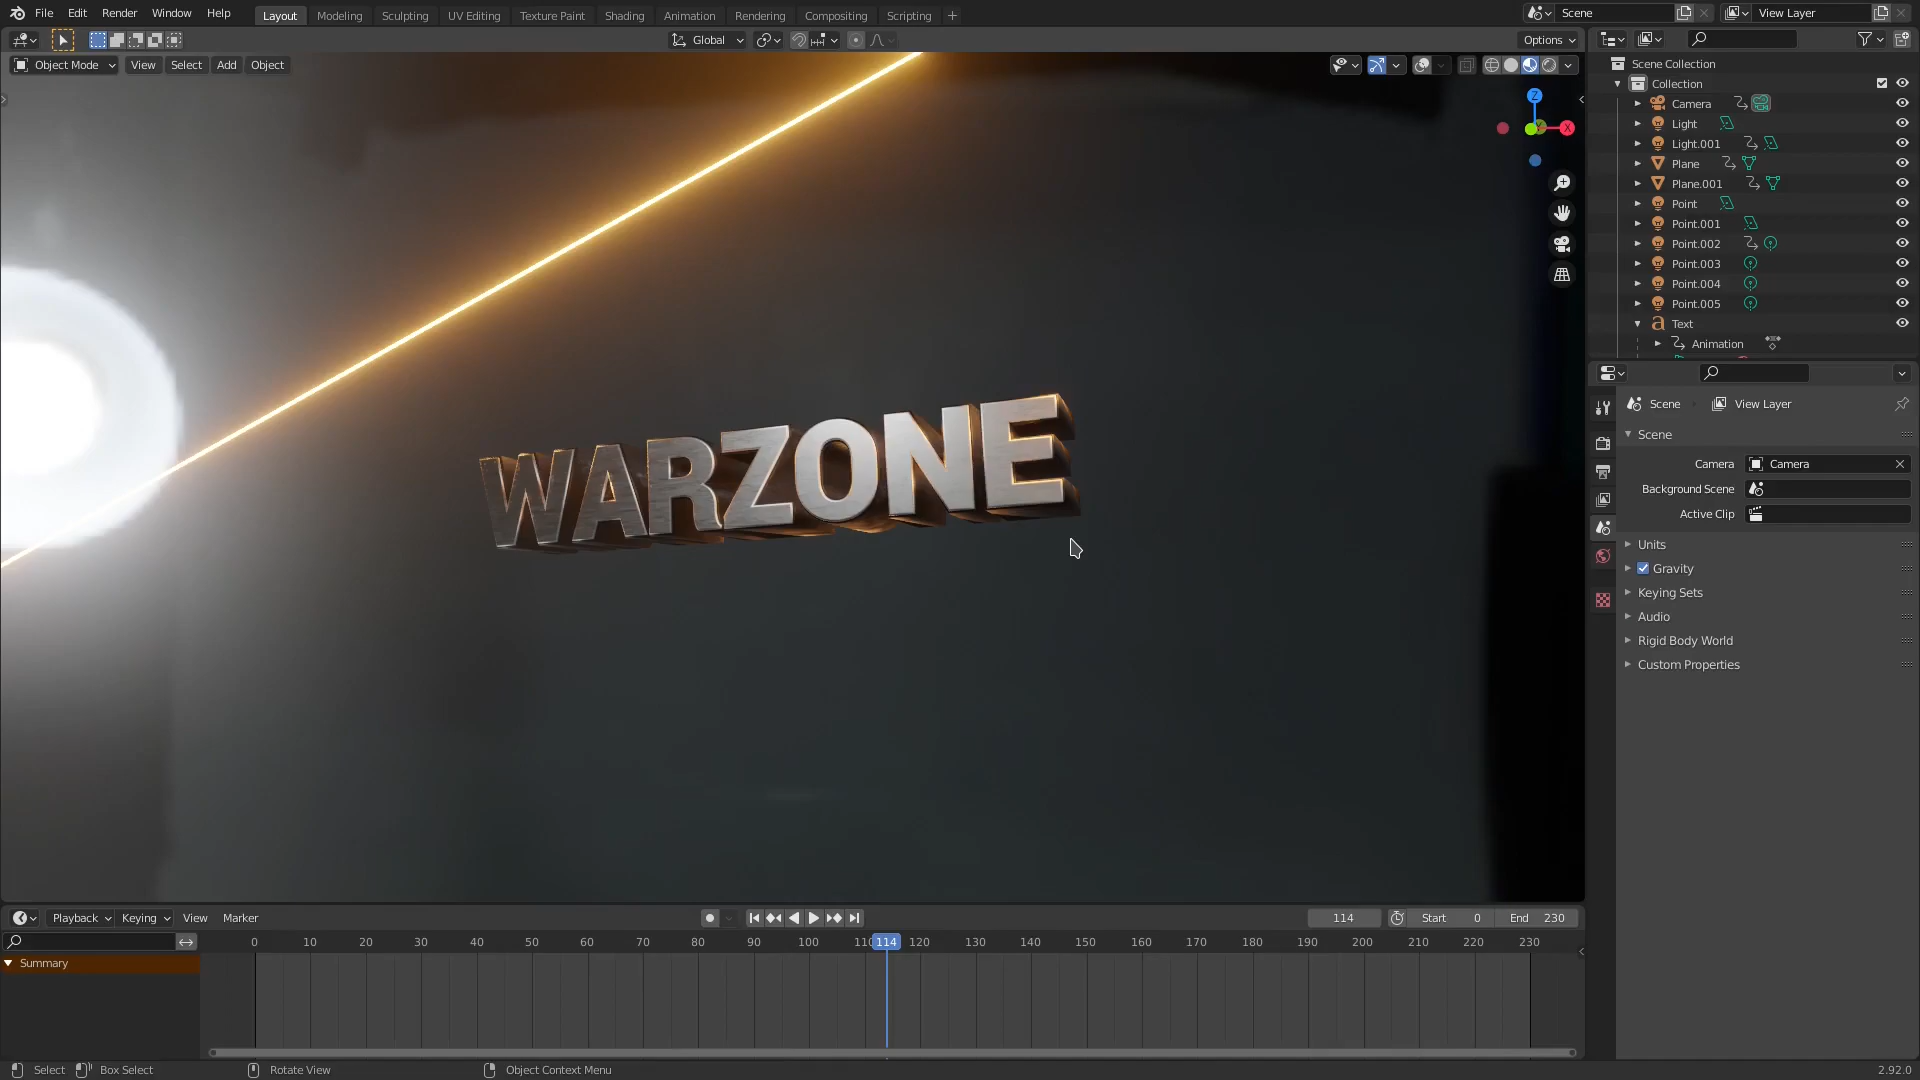 File Edit Render Window Help Layout Modeling Sculpting UV Editing Texture Paint Shading Animation Rendering Compositing Scripting + Scene View Layer
Global Options
Object Mode View Select Add Object
Z
X
Scene Collection
Collection
Camera
Light
Light.001
Plane
Plane.001
Point
Point.001
Point.002
Point.003
Point.004
Point.005
Text
Animation
Scene View Layer
Scene
Camera Camera
Background Scene
Active Clip
Units
Gravity
Keying Sets
Audio
Rigid Body World
Custom Properties
WARZONE
Playback Keying View Marker 114 Start 0 End 230
0 10 20 30 40 50 60 70 80 90 100 110 114 120 130 140 150 160 170 180 190 200 210 220 230
Summary
Select Box Select Rotate View Object Context Menu 2.92.0